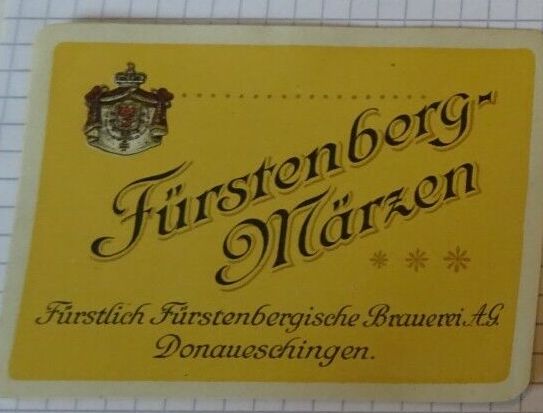 Fürstenberg-
Märzen
Fürstlich Fürstenbergische Brauerei A.G.
Donaueschingen.